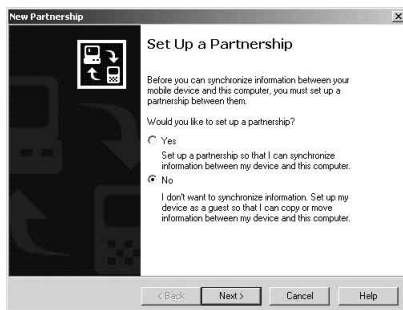 New Partnership
Set Up a Partnership
Before you can synchronize information between your
mobile device and this computer, you must set up a
partnership between them.
Would you like to set up a partnership?
Yes
Set up a partnership so that I can synchronize
information between my device and this computer.
No
I don't want to synchronize information. Set up my
device as a guest so that I can copy or move
information between my device and this computer.
< Back Next > Cancel Help